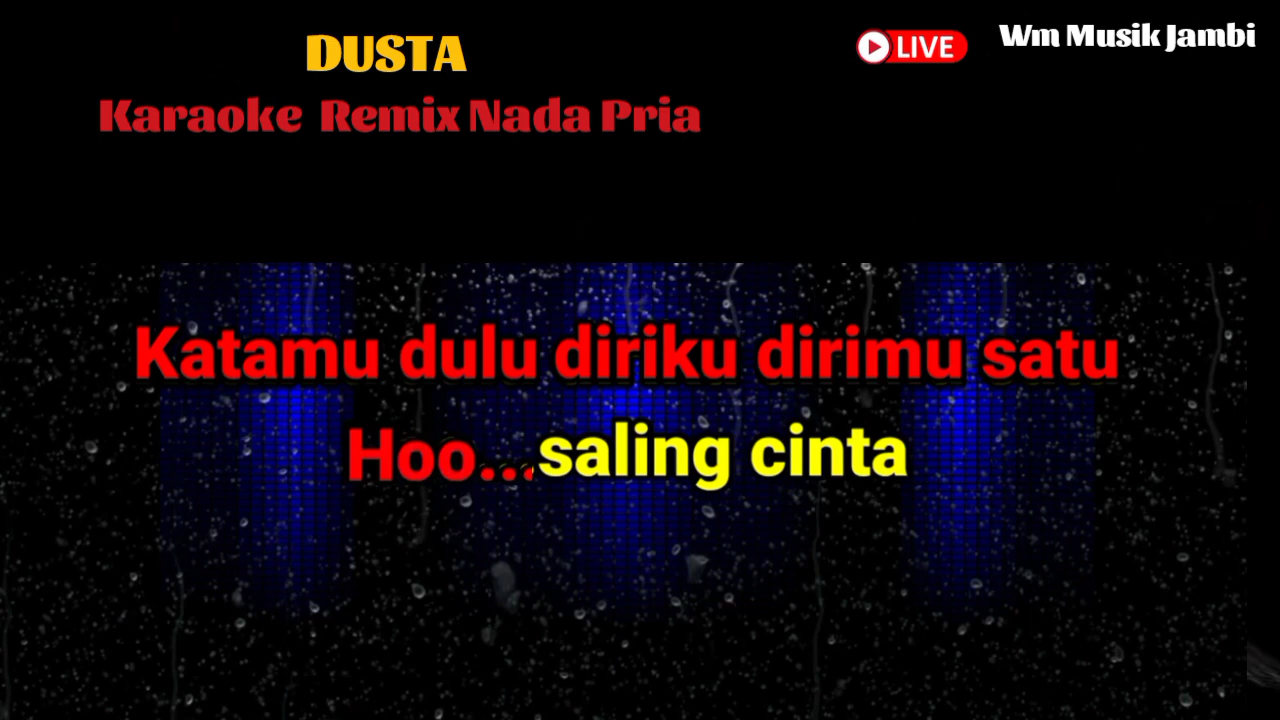 DUSTA
LIVE
Wm Musik Jambi
Karaoke Remix Nada Pria
Katamu dulu diriku dirimu satu
Hoo... saling cinta